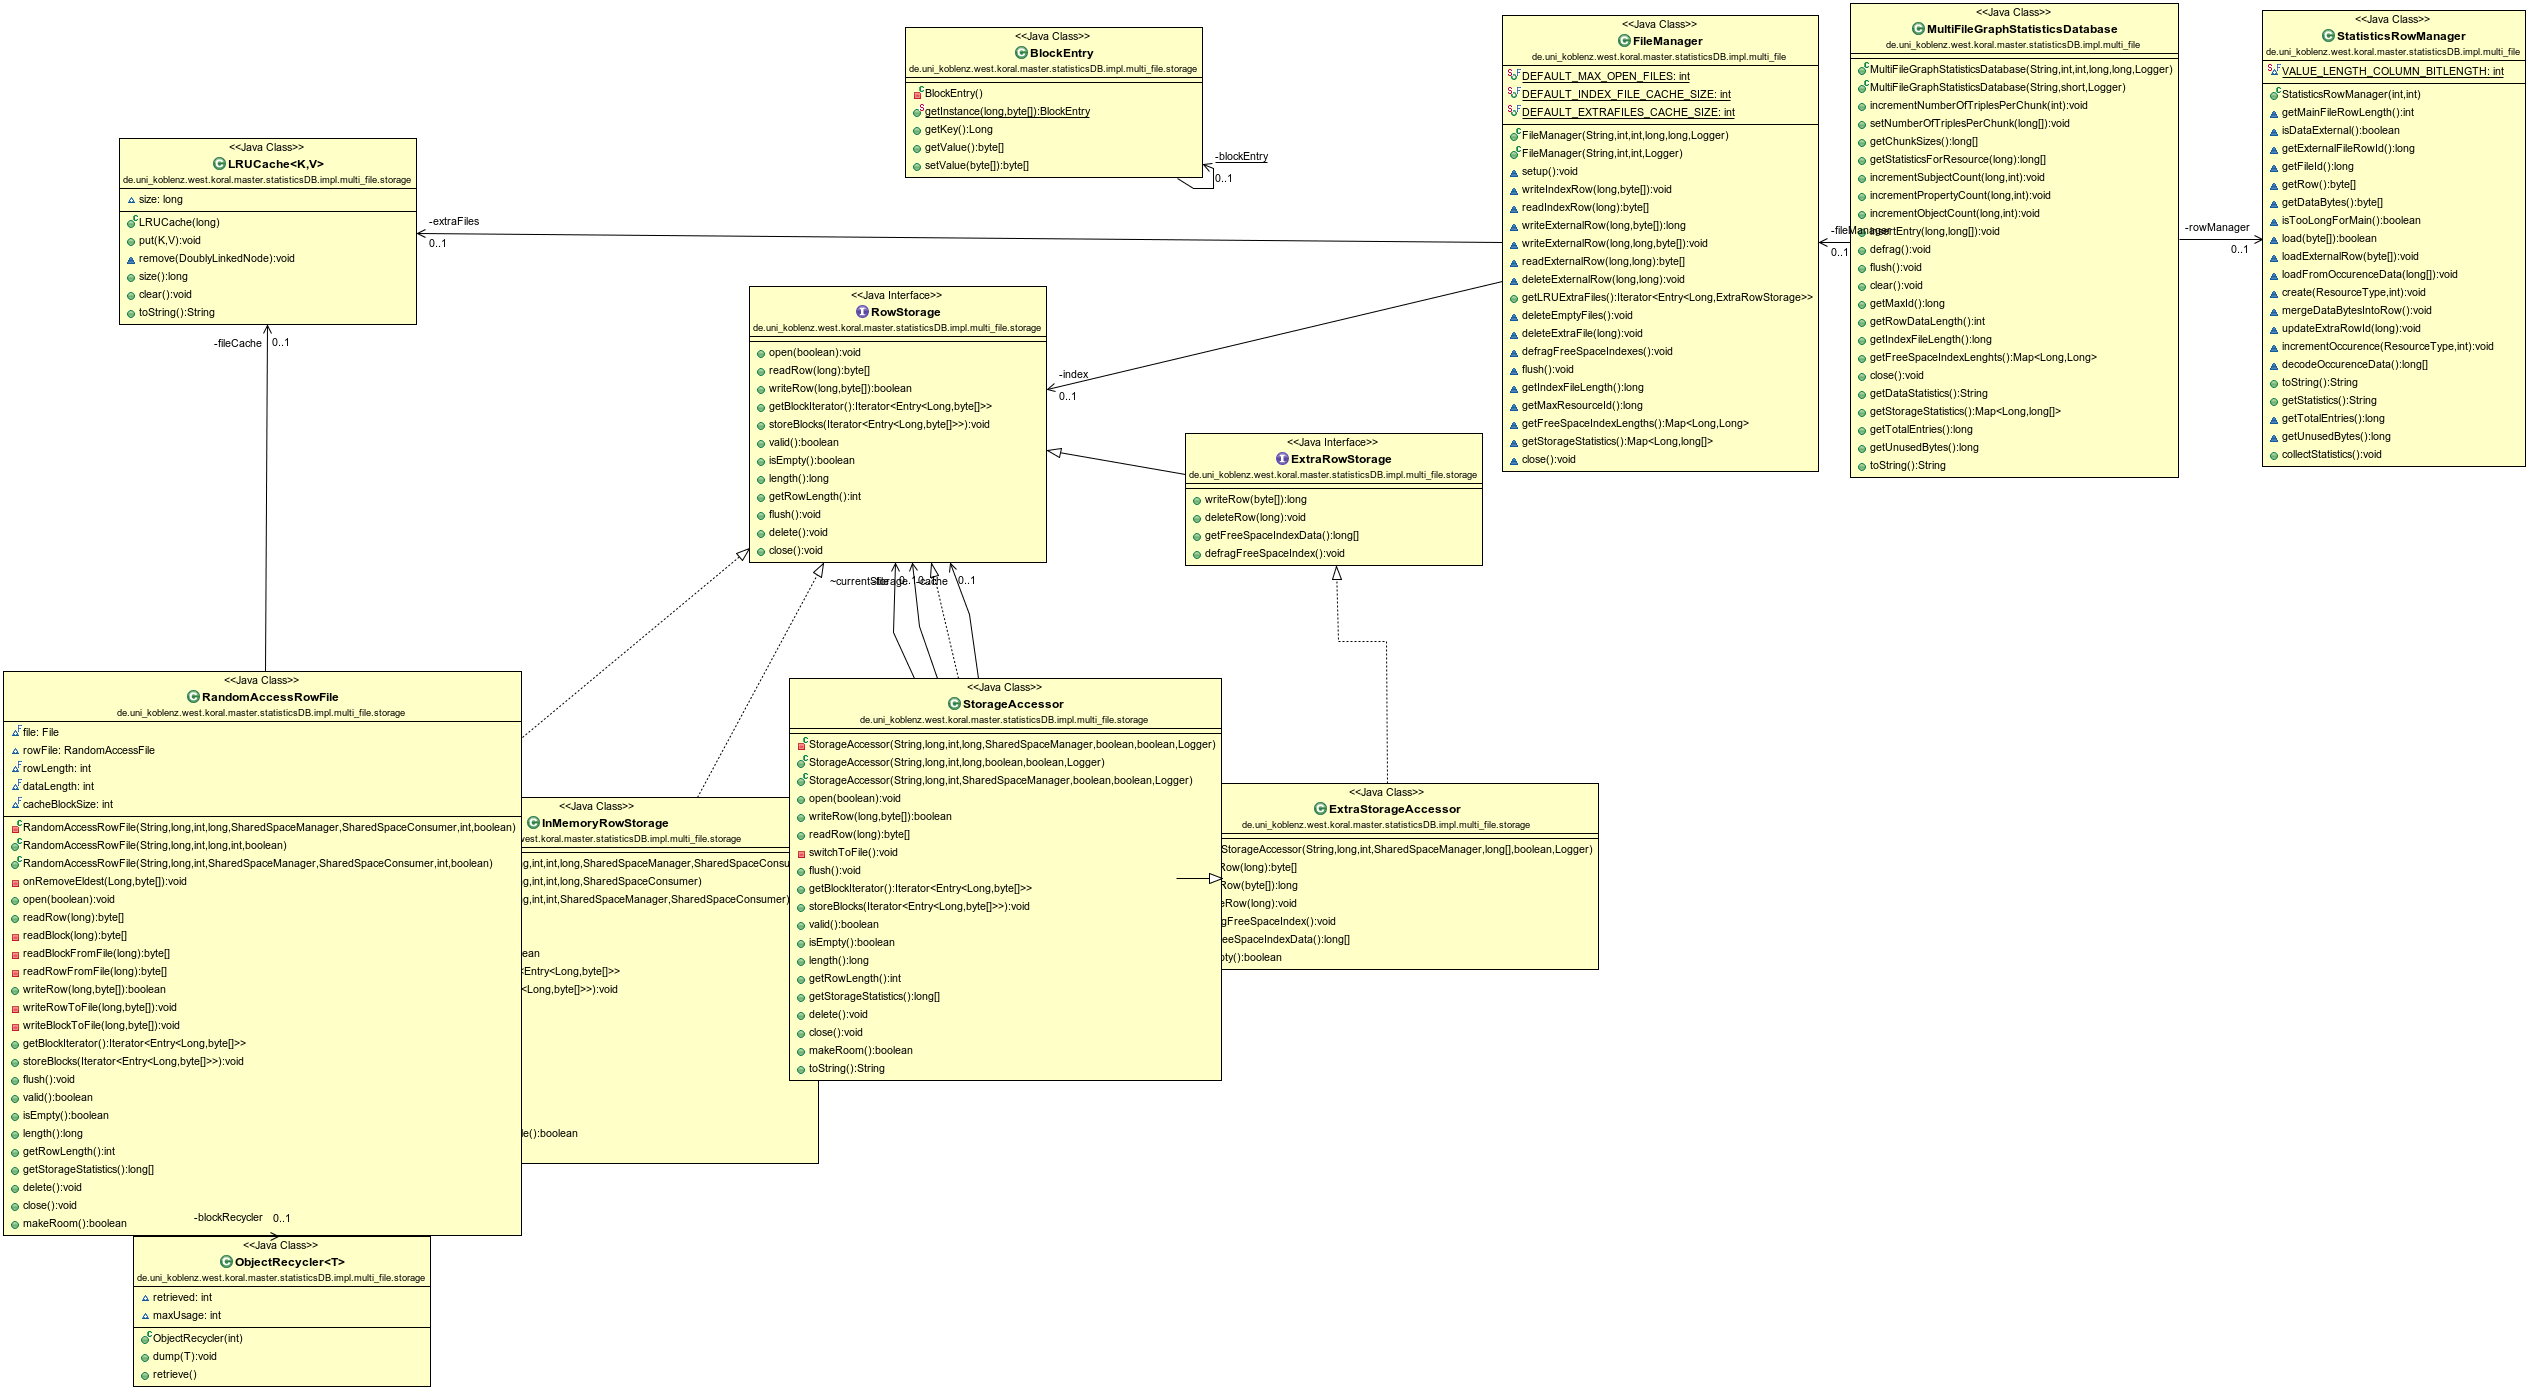 <<Java Class>>
BlockEntry
de.uni_koblenz.west.koral.master.statisticsDB.impl.multi_file.storage
BlockEntry()
getInstance(long,byte[]):BlockEntry
getKey():Long
getValue():byte[]
setValue(byte[]):byte[]
-blockEntry
0..1
<<Java Class>>
FileManager
de.uni_koblenz.west.koral.master.statisticsDB.impl.multi_file
DEFAULT_MAX_OPEN_FILES: int
DEFAULT_INDEX_FILE_CACHE_SIZE: int
DEFAULT_EXTRAFILES_CACHE_SIZE: int
FileManager(String,int,int,long,long,Logger)
FileManager(String,int,int,Logger)
setup():void
writeIndexRow(long,byte[]):void
readIndexRow(long):byte[]
writeExternalRow(long,byte[]):long
writeExternalRow(long,long,byte[]):void
readExternalRow(long,long):byte[]
deleteExternalRow(long,long):void
getLRUExtraFiles():Iterator<Entry<Long,ExtraRowStorage>>
deleteEmptyFiles():void
deleteExtraFile(long):void
defragFreeSpaceIndexes():void
flush():void
getIndexFileLength():long
getMaxResourceId():long
getFreeSpaceIndexLengths():Map<Long,Long>
getStorageStatistics():Map<Long,long[]>
close():void
<<Java Class>>
MultiFileGraphStatisticsDatabase
de.uni_koblenz.west.koral.master.statisticsDB.impl.multi_file
MultiFileGraphStatisticsDatabase(String,int,int,long,long,Logger)
MultiFileGraphStatisticsDatabase(String,short,Logger)
incrementNumberOfTriplesPerChunk(int):void
setNumberOfTriplesPerChunk(long[]):void
getChunkSizes():long[]
getStatisticsForResource(long):long[]
incrementSubjectCount(long,int):void
incrementPropertyCount(long,int):void
incrementObjectCount(long,int):void
insertEntry(long,long[]):void
defrag():void
flush():void
clear():void
getMaxId():long
getRowDataLength():int
getIndexFileLength():long
getFreeSpaceIndexLenghts():Map<Long,Long>
close():void
getDataStatistics():String
getStorageStatistics():Map<Long,long[]>
getTotalEntries():long
getUnusedBytes():long
toString():String
-fileManager
0..1
-rowManager
0..1
<<Java Class>>
StatisticsRowManager
de.uni_koblenz.west.koral.master.statisticsDB.impl.multi_file
VALUE_LENGTH_COLUMN_BITLENGTH: int
StatisticsRowManager(int,int)
getMainFileRowLength():int
isDataExternal():boolean
getExternalFileRowId():long
getFileId():long
getRow():byte[]
getDataBytes():byte[]
isTooLongForMain():boolean
load(byte[]):boolean
loadExternalRow(byte[]):void
loadFromOccurenceData(long[]):void
create(ResourceType,int):void
mergeDataBytesIntoRow():void
updateExtraRowId(long):void
incrementOccurence(ResourceType,int):void
decodeOccurenceData():long[]
toString():String
getStatistics():String
getTotalEntries():long
getUnusedBytes():long
collectStatistics():void
<<Java Class>>
LRUCache<K,V>
de.uni_koblenz.west.koral.master.statisticsDB.impl.multi_file.storage
size: long
LRUCache(long)
put(K,V):void
remove(DoublyLinkedNode):void
size():long
clear():void
toString():String
-extraFiles
0..1
-fileCache
0..1
<<Java Interface>>
RowStorage
de.uni_koblenz.west.koral.master.statisticsDB.impl.multi_file.storage
open(boolean):void
readRow(long):byte[]
writeRow(long,byte[]):boolean
getBlockIterator():Iterator<Entry<Long,byte[]>>
storeBlocks(Iterator<Entry<Long,byte[]>>):void
valid():boolean
isEmpty():boolean
length():long
getRowLength():int
flush():void
delete():void
close():void
-index
0..1
<<Java Interface>>
ExtraRowStorage
de.uni_koblenz.west.koral.master.statisticsDB.impl.multi_file.storage
writeRow(byte[]):long
deleteRow(long):void
getFreeSpaceIndexData():long[]
defragFreeSpaceIndex():void
~currentStorage
-cache
0..1
<<Java Class>>
RandomAccessRowFile
de.uni_koblenz.west.koral.master.statisticsDB.impl.multi_file.storage
file: File
rowFile: RandomAccessFile
rowLength: int
dataLength: int
cacheBlockSize: int
RandomAccessRowFile(String,long,int,long,SharedSpaceManager,SharedSpaceConsumer,int,boolean)
RandomAccessRowFile(String,long,int,long,int,boolean)
RandomAccessRowFile(String,long,int,SharedSpaceManager,SharedSpaceConsumer,int,boolean)
onRemoveEldest(Long,byte[]):void
open(boolean):void
readRow(long):byte[]
readBlock(long):byte[]
readBlockFromFile(long):byte[]
readRowFromFile(long):byte[]
writeRow(long,byte[]):boolean
writeRowToFile(long,byte[]):void
writeBlockToFile(long,byte[]):void
getBlockIterator():Iterator<Entry<Long,byte[]>>
storeBlocks(Iterator<Entry<Long,byte[]>>):void
flush():void
valid():boolean
isEmpty():boolean
length():long
getRowLength():int
getStorageStatistics():long[]
delete():void
close():void
makeRoom():boolean
-blockRecycler
0..1
<<Java Class>>
InMemoryRowStorage
west.koral.master.statisticsDB.impl.multi_file.storage
g,int,int,long,SharedSpaceManager,SharedSpaceConsu
g,int,int,long,SharedSpaceConsumer)
g,int,int,SharedSpaceManager,SharedSpaceConsumer)
ean
<Entry<Long,byte[]>>
<Long,byte[]>>):void
le():boolean
<<Java Class>>
StorageAccessor
de.uni_koblenz.west.koral.master.statisticsDB.impl.multi_file.storage
StorageAccessor(String,long,int,long,SharedSpaceManager,boolean,boolean,Logger)
StorageAccessor(String,long,int,long,boolean,boolean,Logger)
StorageAccessor(String,long,int,SharedSpaceManager,boolean,boolean,Logger)
open(boolean):void
writeRow(long,byte[]):boolean
readRow(long):byte[]
switchToFile():void
flush():void
getBlockIterator():Iterator<Entry<Long,byte[]>>
storeBlocks(Iterator<Entry<Long,byte[]>>):void
valid():boolean
isEmpty():boolean
length():long
getRowLength():int
getStorageStatistics():long[]
delete():void
close():void
makeRoom():boolean
toString():String
<<Java Class>>
ExtraStorageAccessor
de.uni_koblenz.west.koral.master.statisticsDB.impl.multi_file.storage
StorageAccessor(String,long,int,SharedSpaceManager,long[],boolean,Logger)
Row(long):byte[]
Row(byte[]):long
eRow(long):void
gFreeSpaceIndex():void
eeSpaceIndexData():long[]
pty():boolean
<<Java Class>>
ObjectRecycler<T>
de.uni_koblenz.west.koral.master.statisticsDB.impl.multi_file.storage
retrieved: int
maxUsage: int
ObjectRecycler(int)
dump(T):void
retrieve()